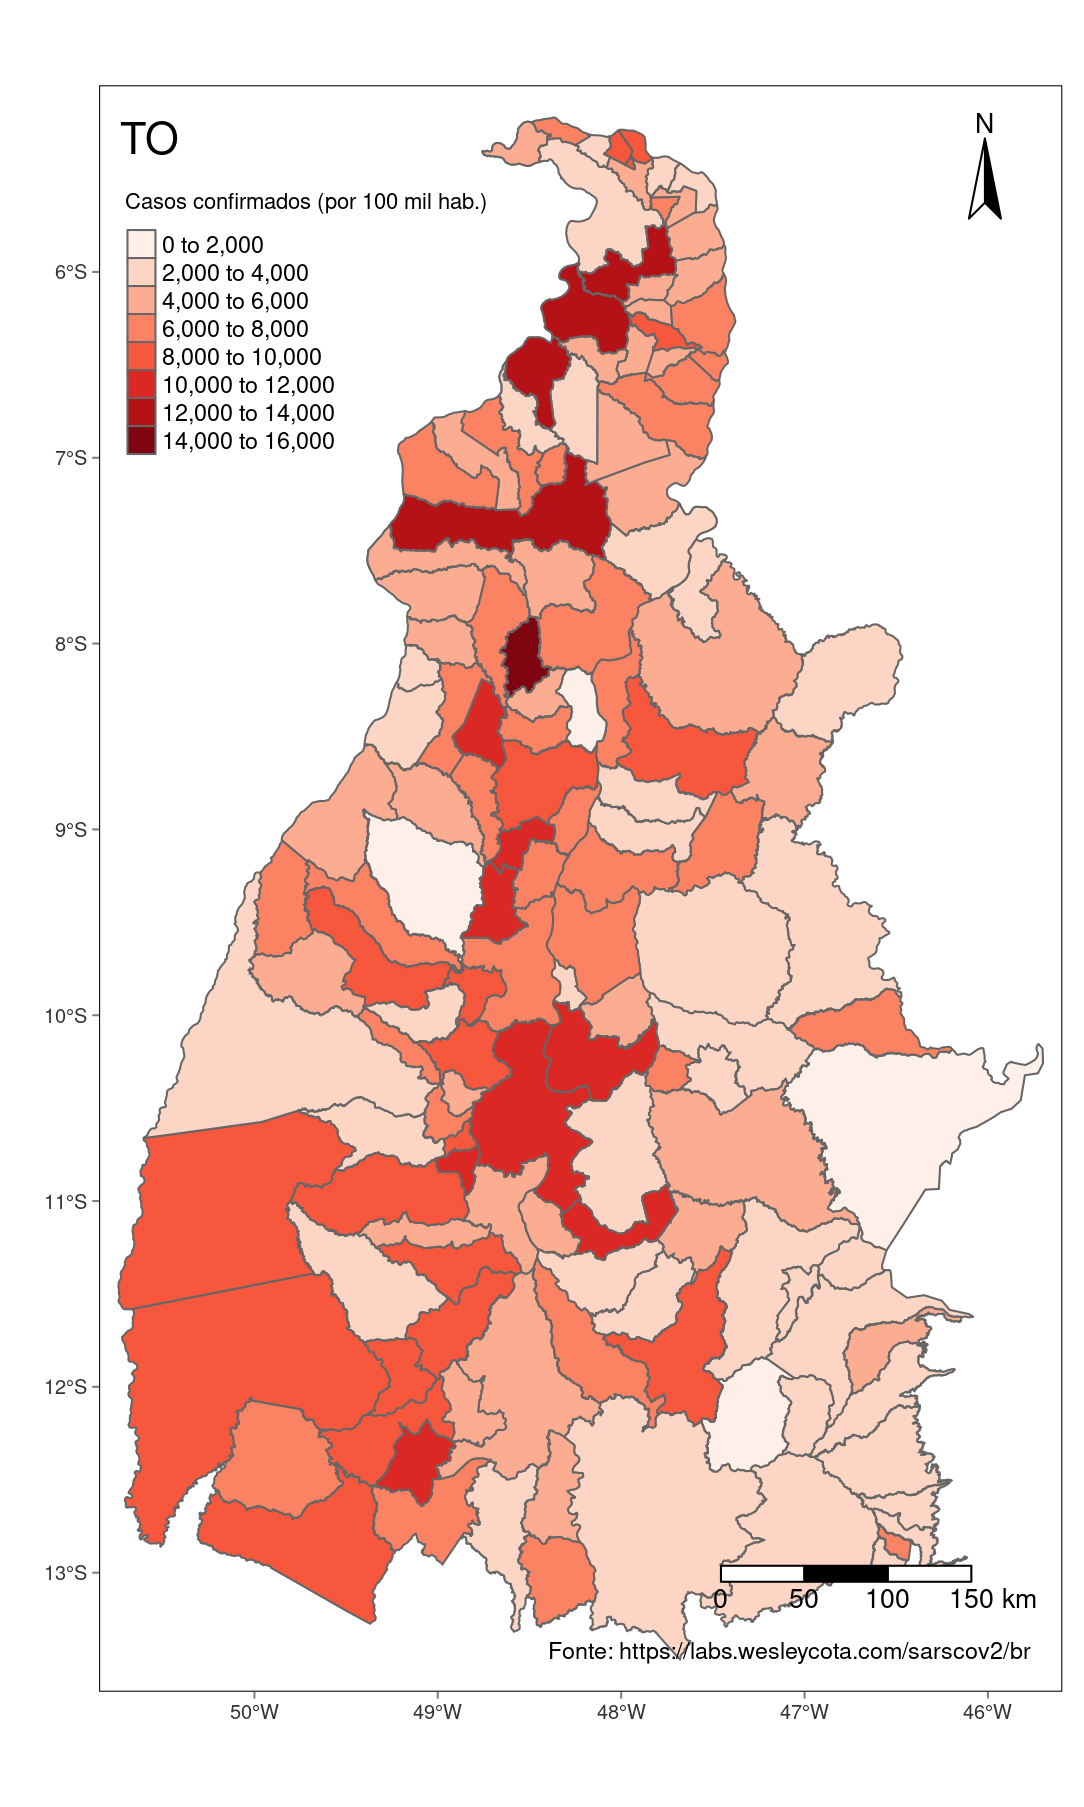 TO
N
Casos confirmados (por 100 mil hab.)
0 to 2,000
2,000 to 4,000
4,000 to 6,000
6,000 to 8,000
8,000 to 10,000
10,000 to 12,000
12,000 to 14,000
14,000 to 16,000
6°S
7°S
8°S
9°S
10°S
11°S
12°S
13°S
0 50 100 150 km
Fonte: https://labs.wesleycota.com/sarscov2/br
50°W 49°W 48°W 47°W 46°W